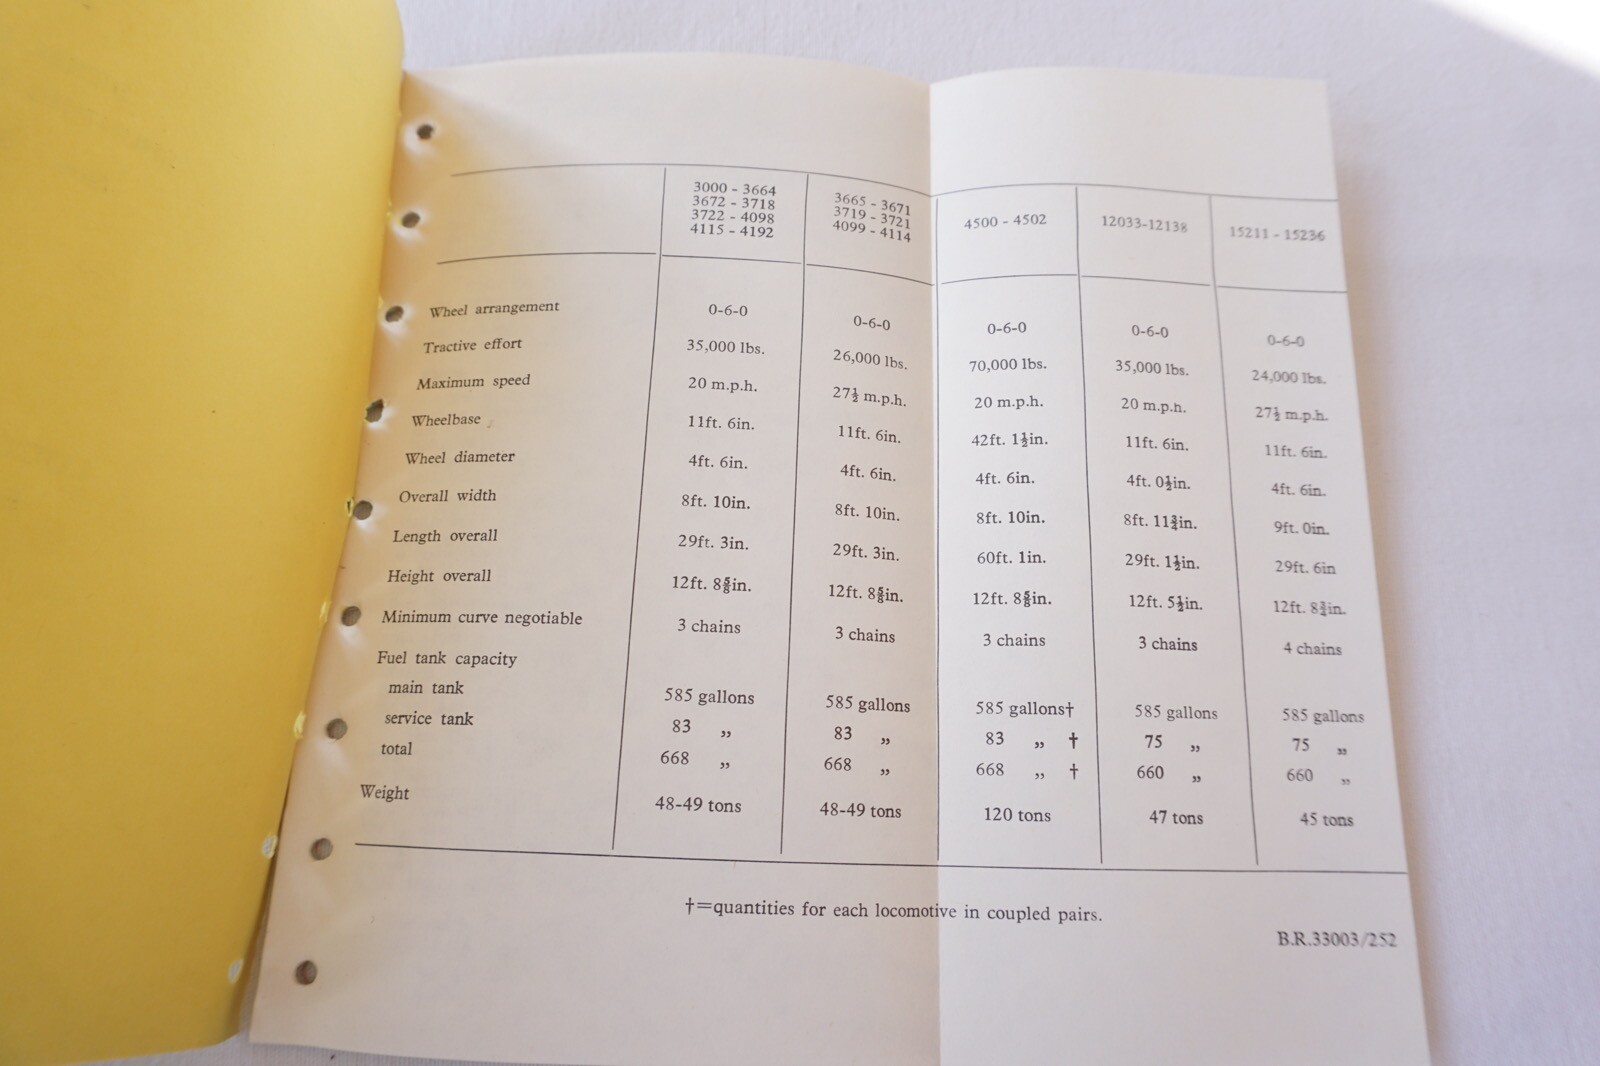 3000 - 3664
3672 - 3718
3722 - 4098
4115 - 4192
3665 - 3671
3719 - 3721
4099 - 4114
4500 - 4502
12033-12138
15211 - 15236
Wheel arrangement 0-6-0 0-6-0 0-6-0 0-6-0 0-6-0
Tractive effort 35,000 lbs. 26,000 lbs. 70,000 lbs. 35,000 lbs. 24,000 lbs.
Maximum speed 20 m.p.h. 27½ m.p.h. 20 m.p.h. 20 m.p.h. 27½ m.p.h.
Wheelbase 11ft. 6in. 11ft. 6in. 42ft. 1½in. 11ft. 6in. 11ft. 6in.
Wheel diameter 4ft. 6in. 4ft. 6in. 4ft. 6in. 4ft. 0½in. 4ft. 6in.
Overall width 8ft. 10in. 8ft. 10in. 8ft. 10in. 8ft. 11¾in. 9ft. 0in.
Length overall 29ft. 3in. 29ft. 3in. 60ft. 1in. 29ft. 1½in. 29ft. 6in
Height overall 12ft. 8⅝in. 12ft. 8⅝in. 12ft. 8⅝in. 12ft. 5½in. 12ft.
Minimum curve negotiable 3 chains 3 chains 3 chains 3 chains 4 chains
Fuel tank capacity
main tank 585 gallons 585 gallons 585 gallons† 585 gallons 585 gallons
service tank 83 „ 83 „ 83 „ † 75 „ 75 „
total 668 „ 668 „ 668 „ † 660 „ 660 „
Weight 48-49 tons 48-49 tons 120 tons 47 tons 45 tons
†=quantities for each locomotive in coupled pairs.
B.R.33003/252